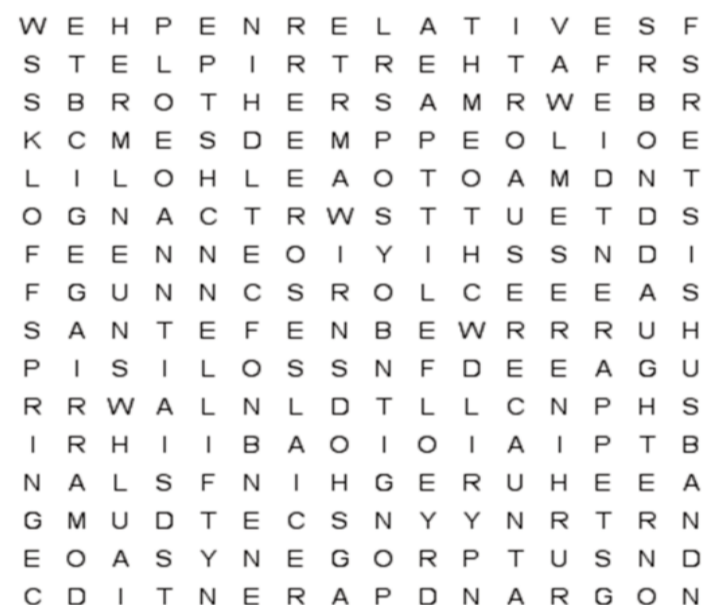 W E H P E N R E L A T I V E S F
S T E L P I R T R E H T A F R S
S B R O T H E R S A M R W E B R
K C M E S D E M P P E O L I O E
L I L O H L E A O T O A M D N T
O G N A C T R W S T T U E T D S
F E E N N E O I Y I H S S N D I
F G U N N C S R O L C E E E A S
S A N T E F E N B E W R R R U H
P I S I L O S S N F D E E A G U
R R W A L N L D T L L C N P H S
I R H I I B A O I O I A I P T B
N A L S F N I H G E R U H E E A
G M U D T E C S N Y Y N R T R N
E O A S Y N E G O R P T U S N D
C D I T N E R A P D N A R G O N